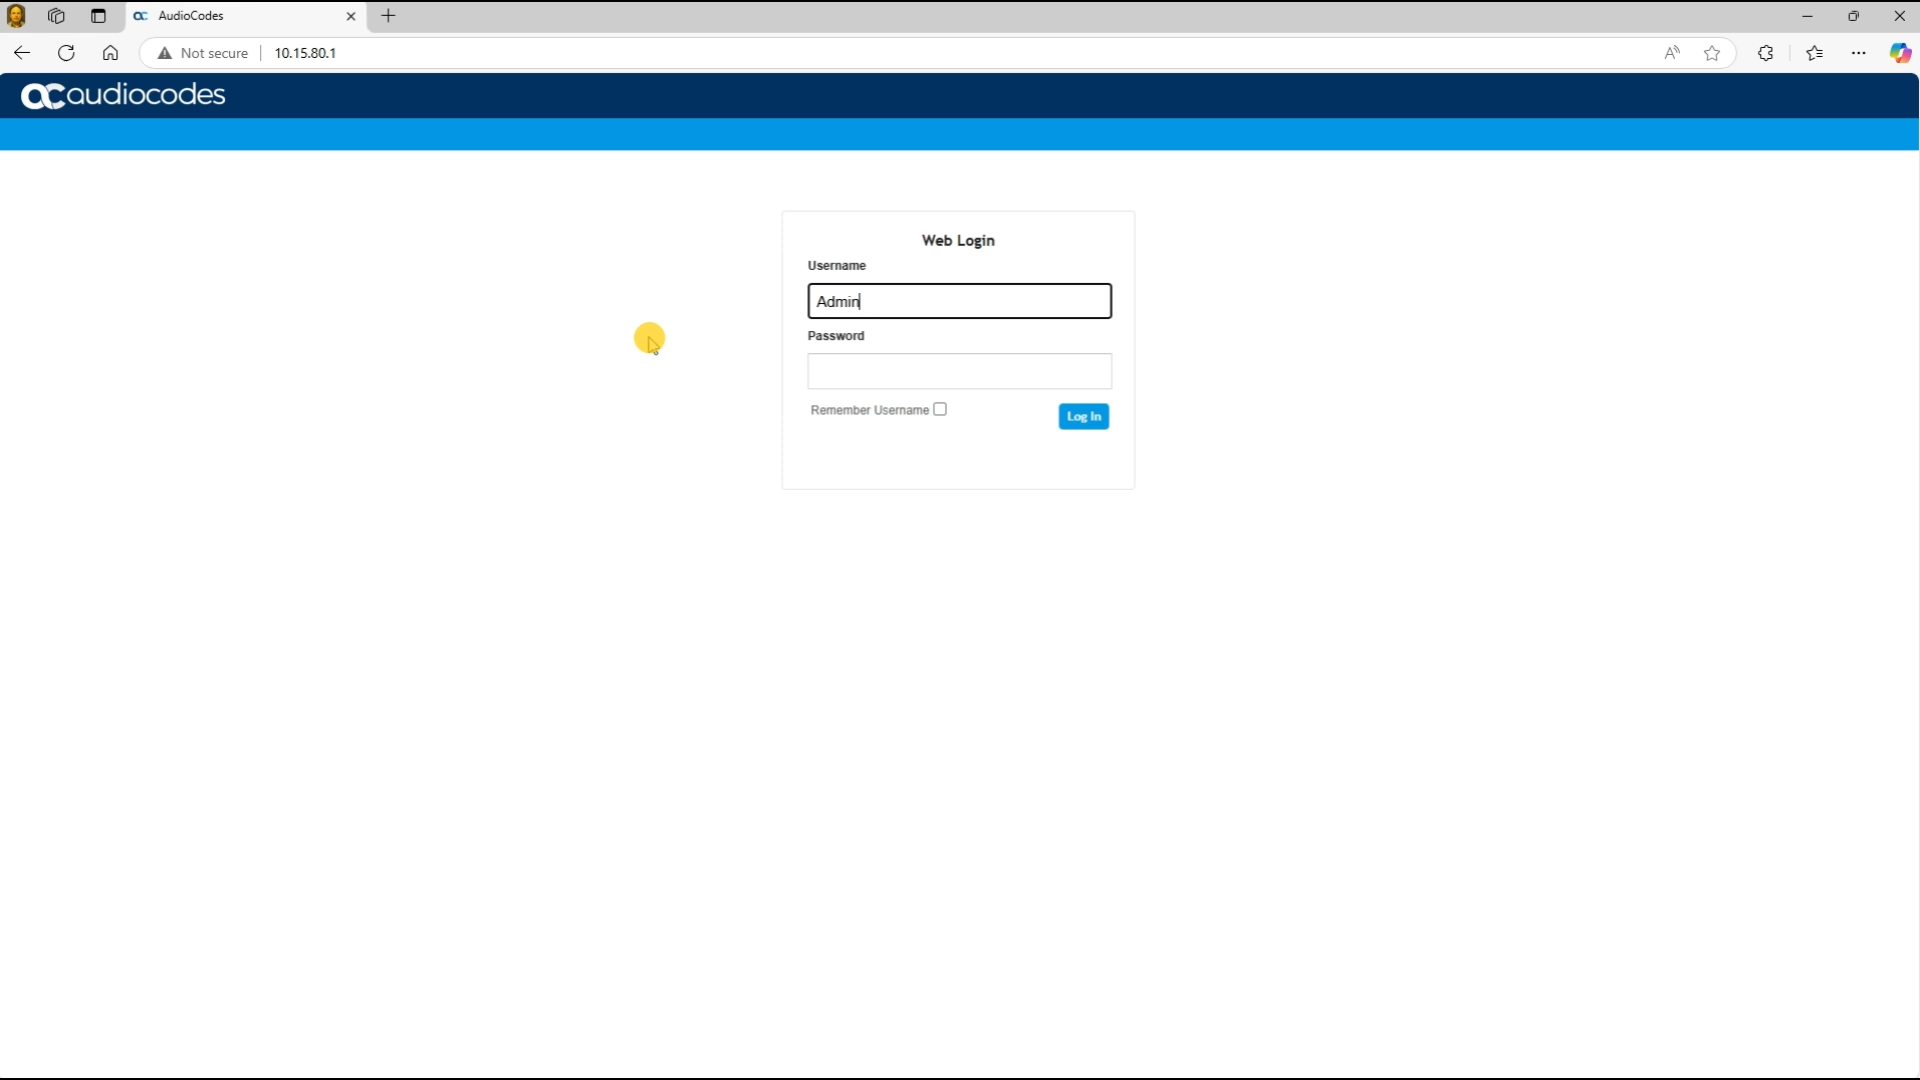 AudioCodes
Not secure
10.15.80.1
audiocodes
Web Login
Username
Admin
Password
Remember Username
Log In